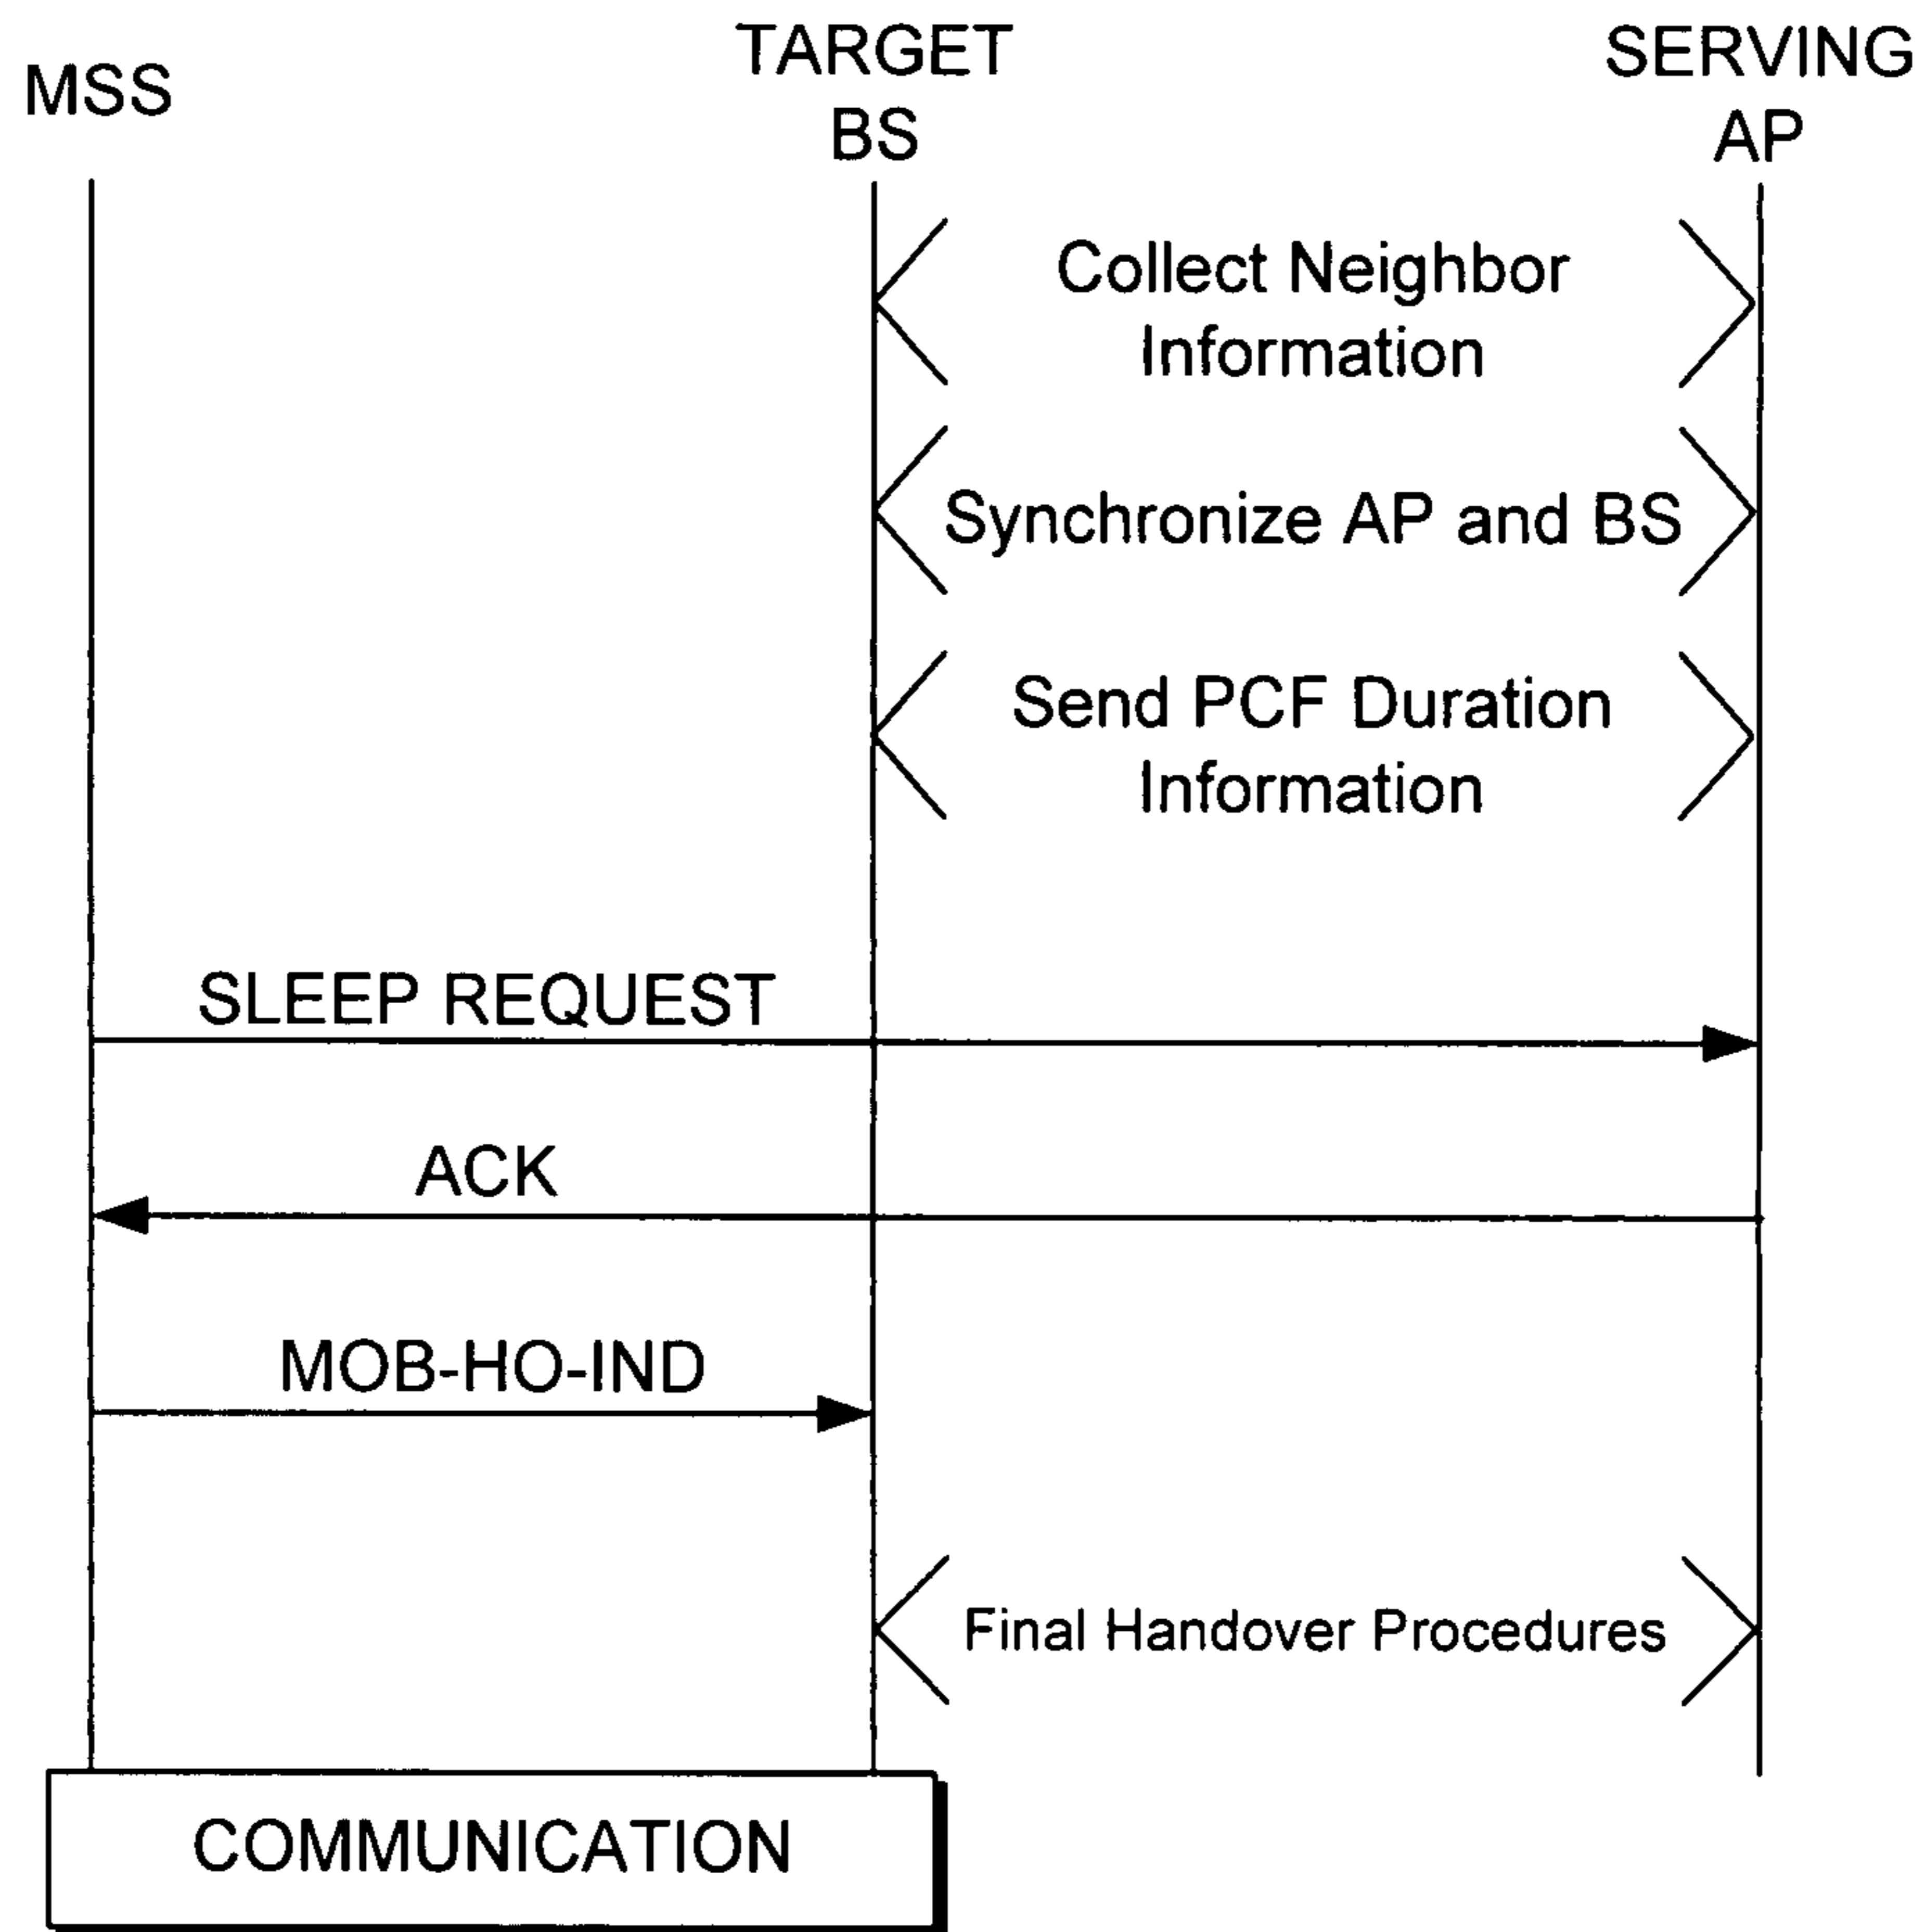 MSS
TARGET
BS
SERVING
AP
Collect Neighbor
Information
Synchronize AP and BS
Send PCF Duration
Information
SLEEP REQUEST
ACK
MOB-HO-IND
Final Handover Procedures
COMMUNICATION